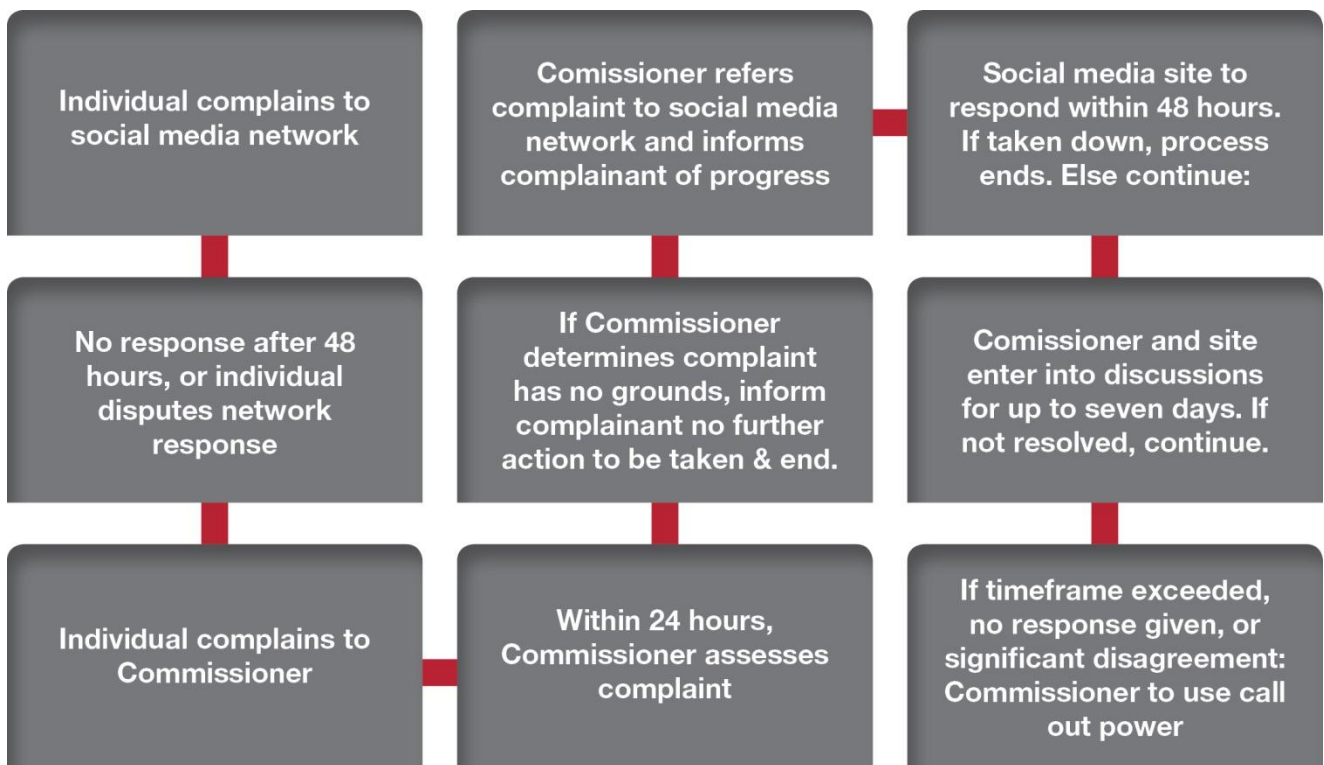 Individual complains to
social media network
No response after 48
hours, or individual
disputes network
response
Individual complains to
Commissioner
Within 24 hours,
Commissioner assesses
complaint
If Commissioner
determines complaint
has no grounds, inform
complainant no further
action to be taken & end.
Comissioner refers
complaint to social media
network and informs
complainant of progress
Social media site to
respond within 48 hours.
If taken down, process
ends. Else continue:
Comissioner and site
enter into discussions
for up to seven days. If
not resolved, continue.
If timeframe exceeded,
no response given, or
significant disagreement:
Commissioner to use call
out power